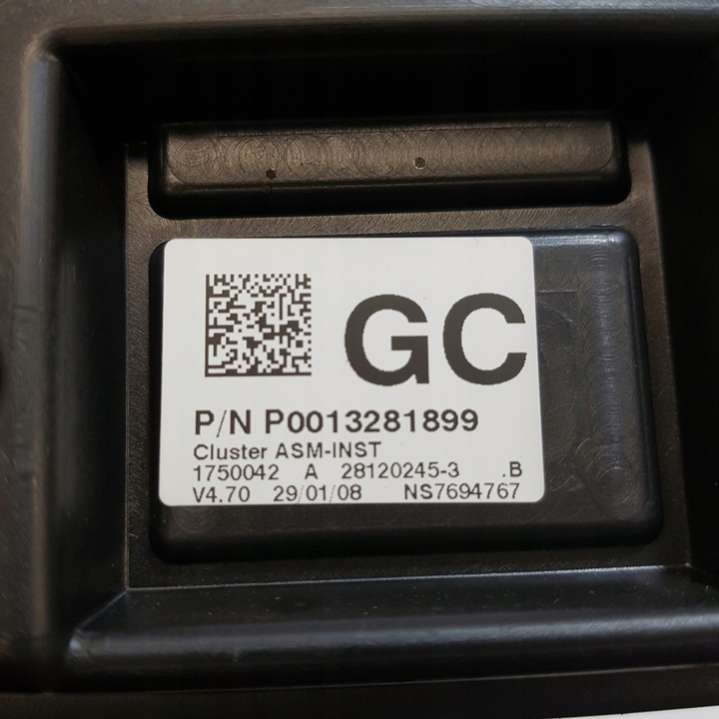 GC
P/N P0013281899
Cluster ASM-INST
1750042 A 28120245-3 .B
V4.70 29/01/08 NS7694767